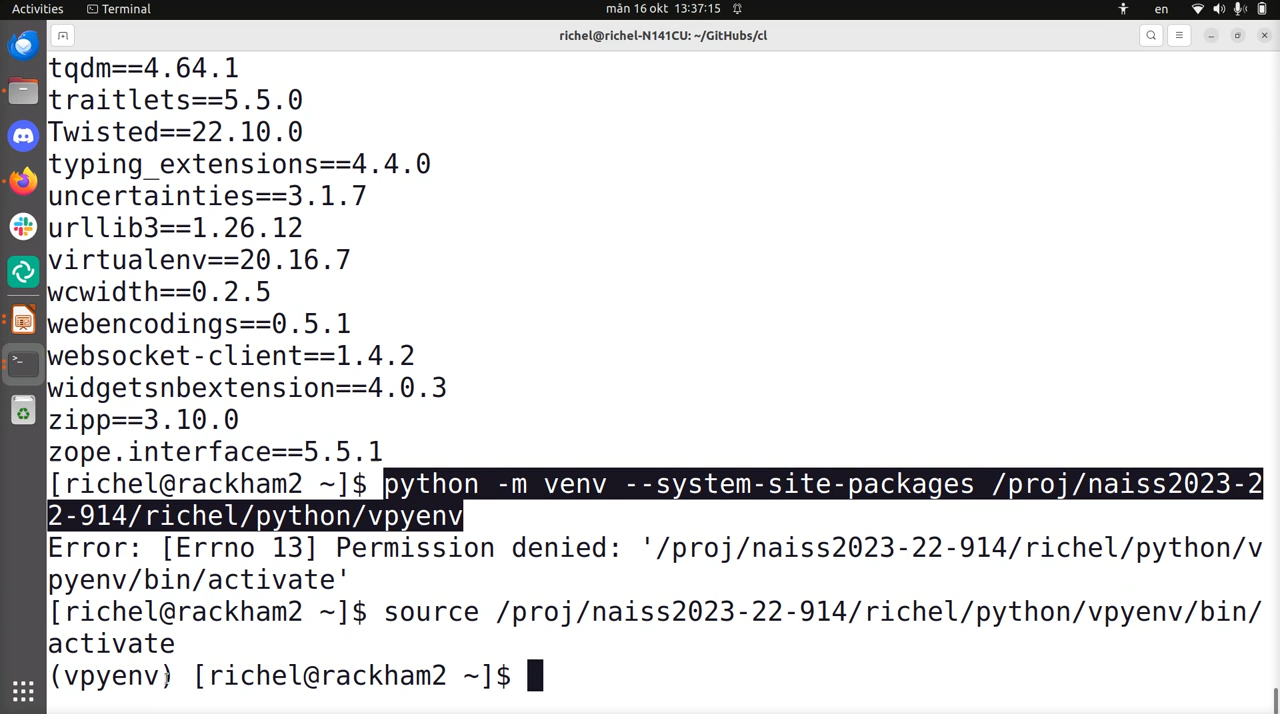 Activities
Terminal
mån 16 okt 13:37:15
en
richel@richel-N141CU: ~/GitHubs/cl
tqdm==4.64.1
traitlets==5.5.0
Twisted==22.10.0
typing_extensions==4.4.0
uncertainties==3.1.7
urllib3==1.26.12
virtualenv==20.16.7
wcwidth==0.2.5
webencodings==0.5.1
websocket-client==1.4.2
widgetsnbextension==4.0.3
zipp==3.10.0
zope.interface==5.5.1
[richel@rackham2 ~]$ python -m venv --system-site-packages /proj/naiss2023-2
2-914/richel/python/vpyenv
Error: [Errno 13] Permission denied: '/proj/naiss2023-22-914/richel/python/v
pyenv/bin/activate'
[richel@rackham2 ~]$ source /proj/naiss2023-22-914/richel/python/vpyenv/bin/
activate
(vpyenv) [richel@rackham2 ~]$